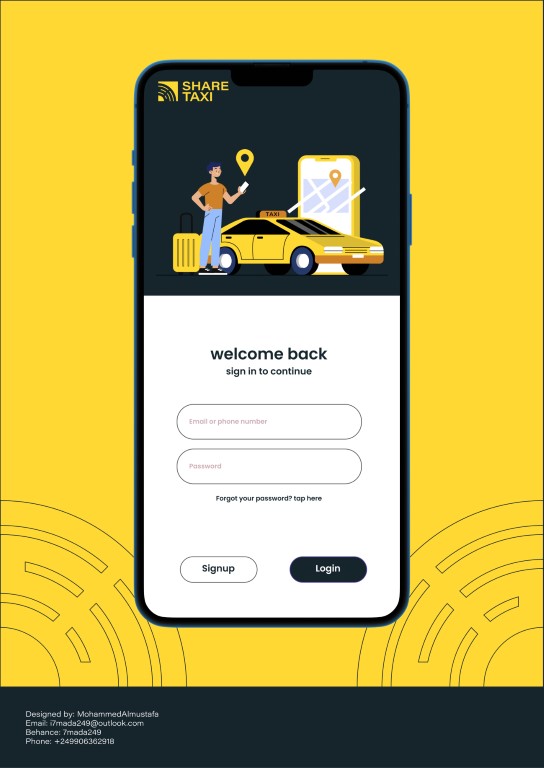 SHARE
TAXI
TAXI
welcome back
sign in to continue
Email or phone number
Password
Forgot your password? tap here
Signup
Login
Designed by: MohammedAlmustafa
Email: i7mada249@outlook.com
Behance: 7mada249
Phone: +249906362918